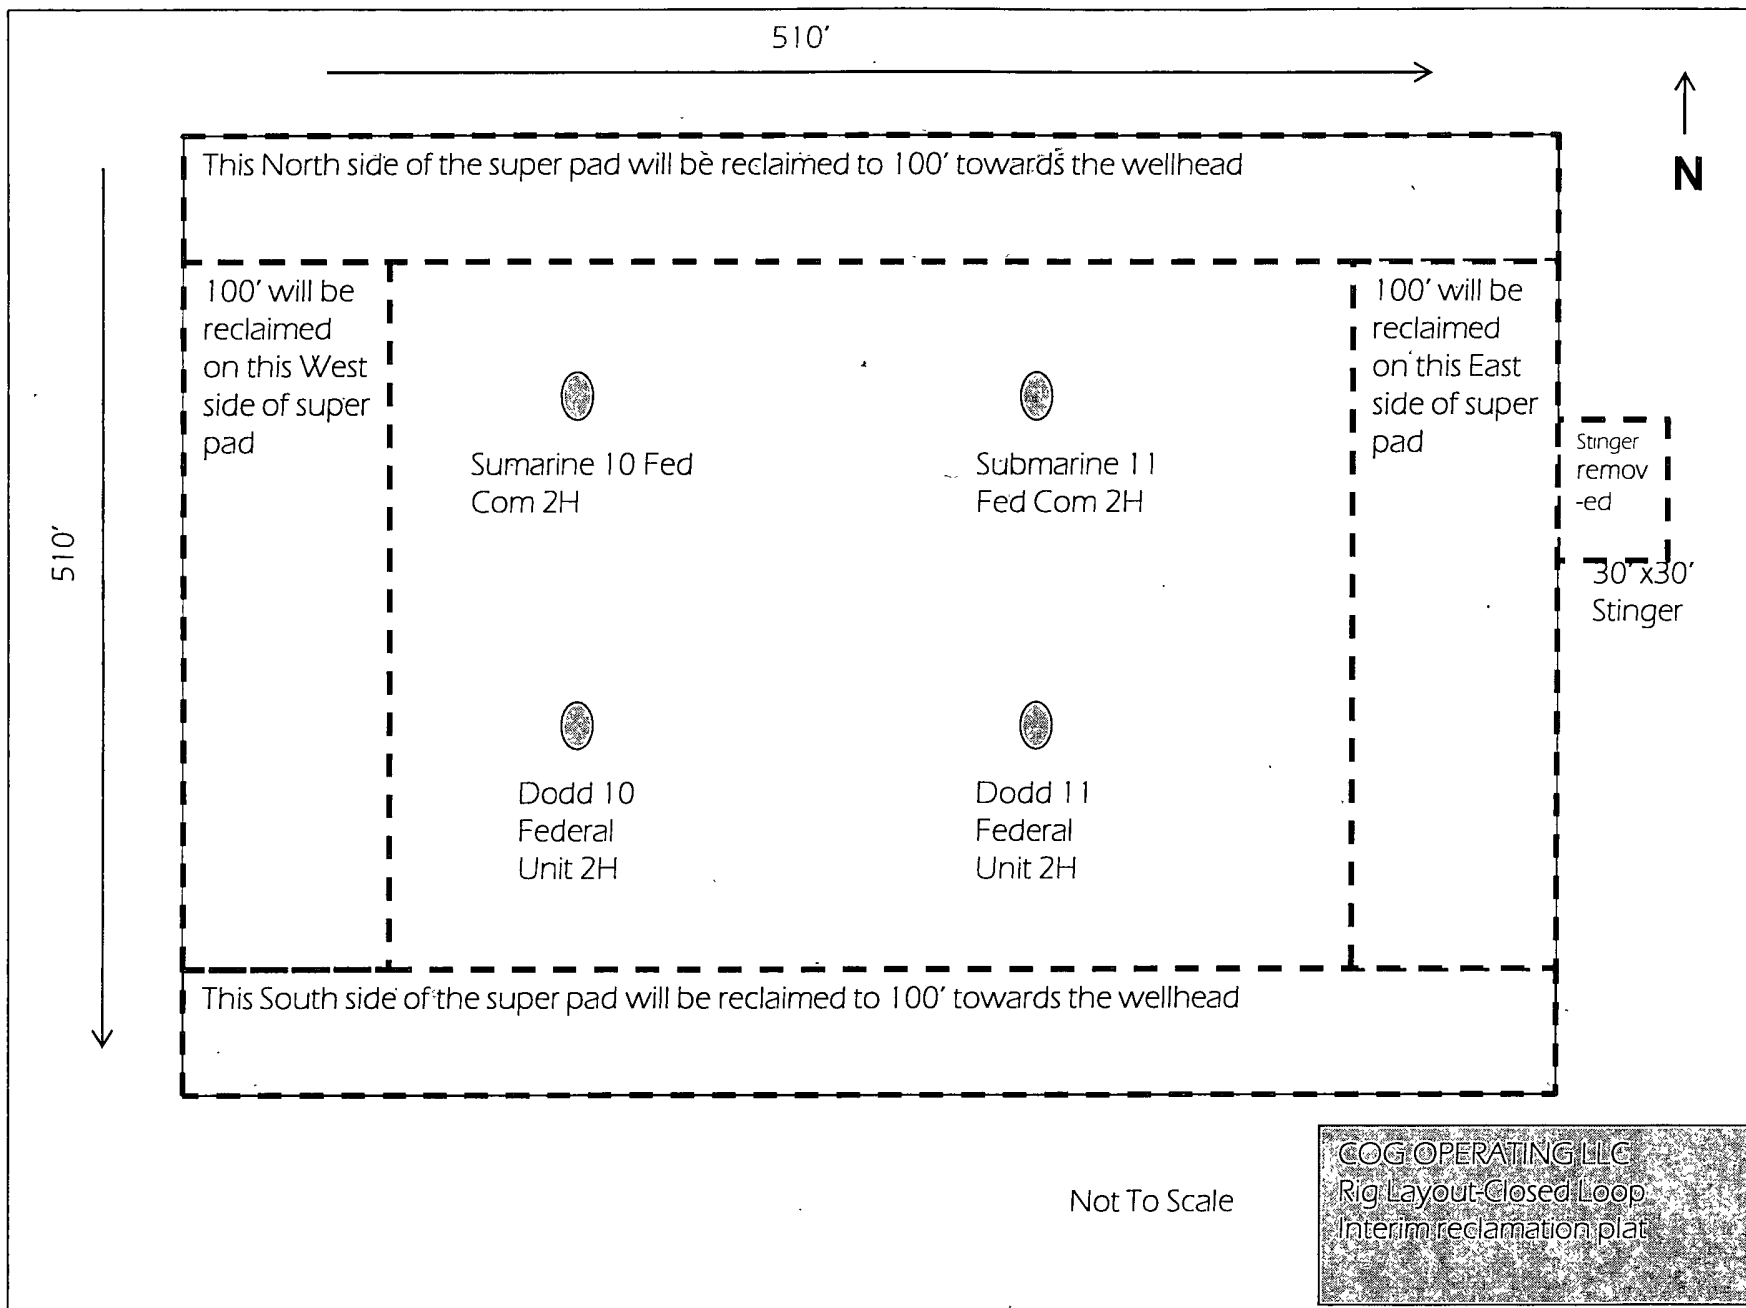 510'
N
This North side of the super pad will be reclaimed to 100' towards the wellhead
100' will be
reclaimed
on this West
side of super
pad
100' will be
reclaimed
on this East
side of super
pad
Stinger
remov
-ed
30' x30'
Stinger
Sumarine 10 Fed
Com 2H
Submarine 11
Fed Com 2H
510'
Dodd 10
Federal
Unit 2H
Dodd 11
Federal
Unit 2H
This South side of the super pad will be reclaimed to 100' towards the wellhead
Not To Scale
COG OPERATING LLC
Rig Layout-Closed Loop
Interim reclamation plat